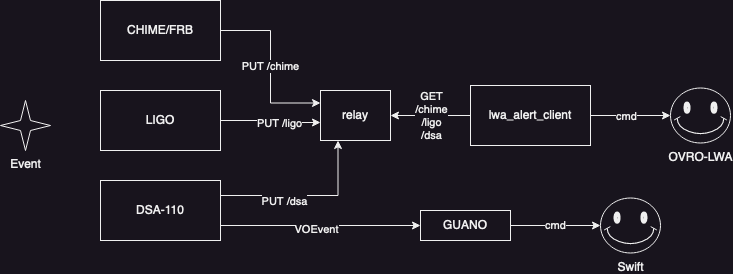 CHIME/FRB
PUT /chime
LIGO
PUT /ligo
relay
GET
/chime
/ligo
/dsa
lwa_alert_client
cmd
OVRO-LWA
Event
DSA-110
PUT /dsa
VOEvent
GUANO
cmd
Swift